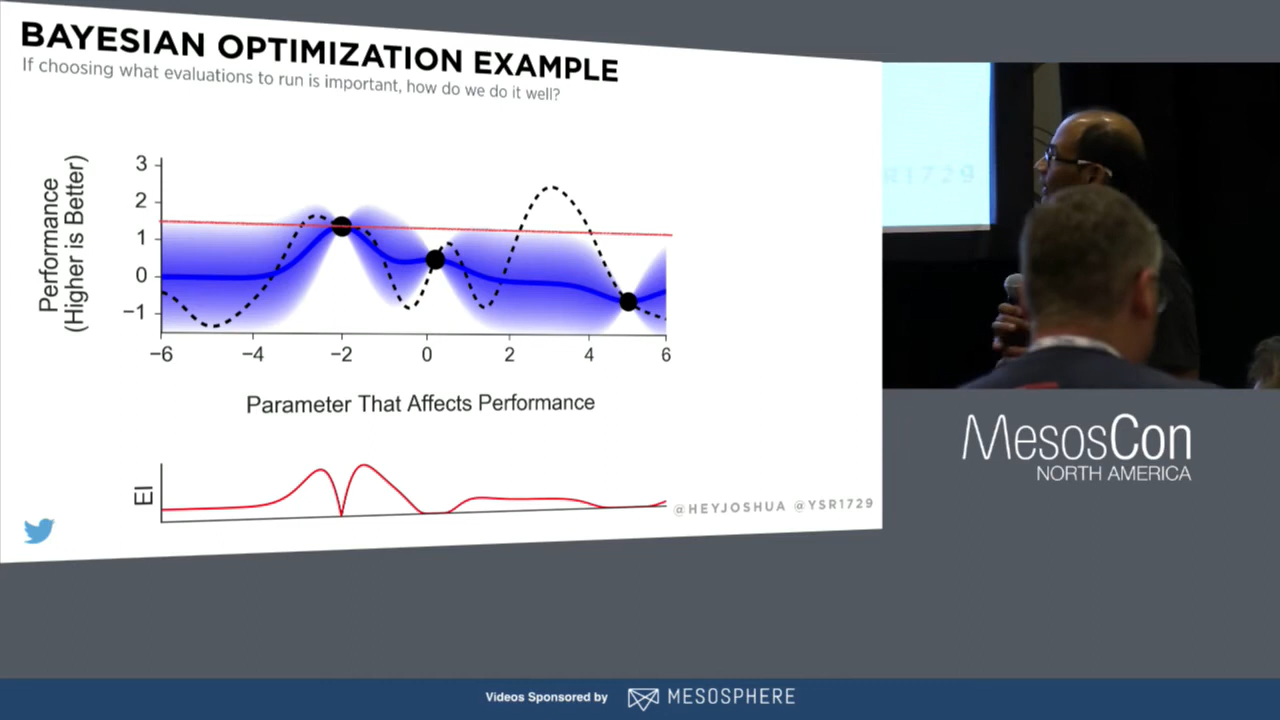 BAYESIAN OPTIMIZATION EXAMPLE
If choosing what evaluations to run is important, how do we do it well?
Performance
(Higher is Better)
3
2
1
0
−1
−6 −4 −2 0 2 4 6
Parameter That Affects Performance
EI
@HEYJOSHUA @YSR1729
R1729
MesosCon
NORTH AMERICA
Videos Sponsored by MESOSPHERE